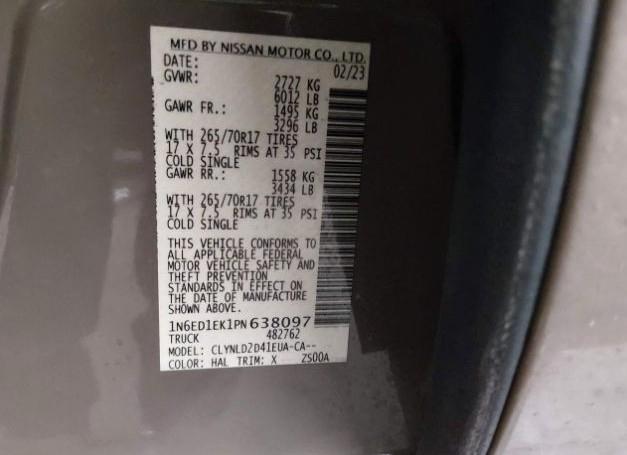 MFD BY NISSAN MOTOR CO., LTD.
DATE: 02/23
GVWR: 2727 KG
6012 LB
GAWR FR.: 1495 KG
3296 LB
WITH 265/70R17 TIRES
17 X 7.5 RIMS AT 35 PSI
COLD SINGLE
GAWR RR.: 1558 KG
3434 LB
WITH 265/70R17 TIRES
17 X 7.5 RIMS AT 35 PSI
COLD SINGLE
THIS VEHICLE CONFORMS TO
ALL APPLICABLE FEDERAL
MOTOR VEHICLE SAFETY AND
THEFT PREVENTION
STANDARDS IN EFFECT ON
THE DATE OF MANUFACTURE
SHOWN ABOVE.
1N6ED1EK1PN638097
TRUCK 482762
MODEL: CLYNLD2D41EUA-CA--
COLOR: HAL TRIM: X ZS00A